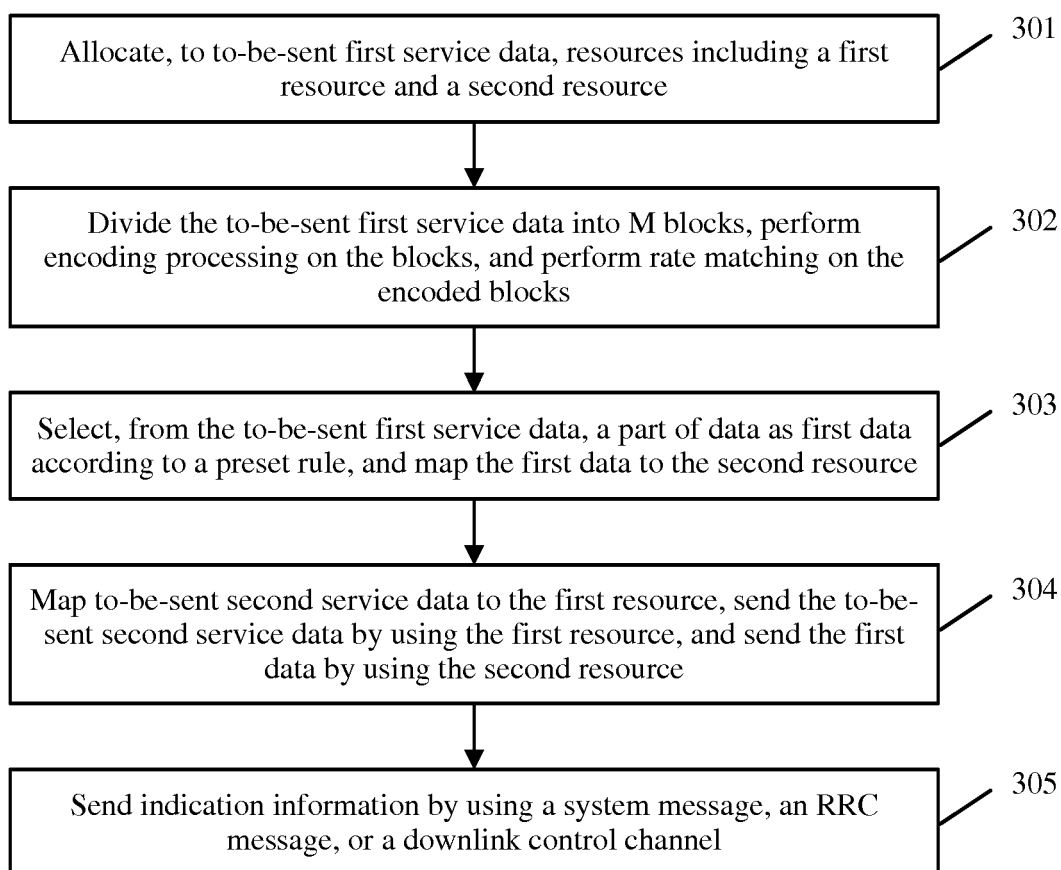 Allocate, to to-be-sent first service data, resources including a first
resource and a second resource
301
Divide the to-be-sent first service data into M blocks, perform
encoding processing on the blocks, and perform rate matching on the
encoded blocks
302
Select, from the to-be-sent first service data, a part of data as first data
according to a preset rule, and map the first data to the second resource
303
Map to-be-sent second service data to the first resource, send the to-be-
sent second service data by using the first resource, and send the first
data by using the second resource
304
Send indication information by using a system message, an RRC
message, or a downlink control channel
305